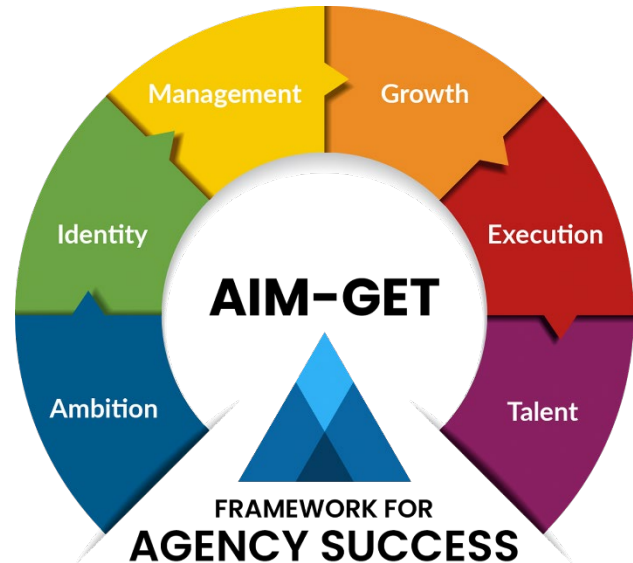 Ambition
Identity
Management
Growth
Execution
Talent
AIM-GET
FRAMEWORK FOR
AGENCY SUCCESS